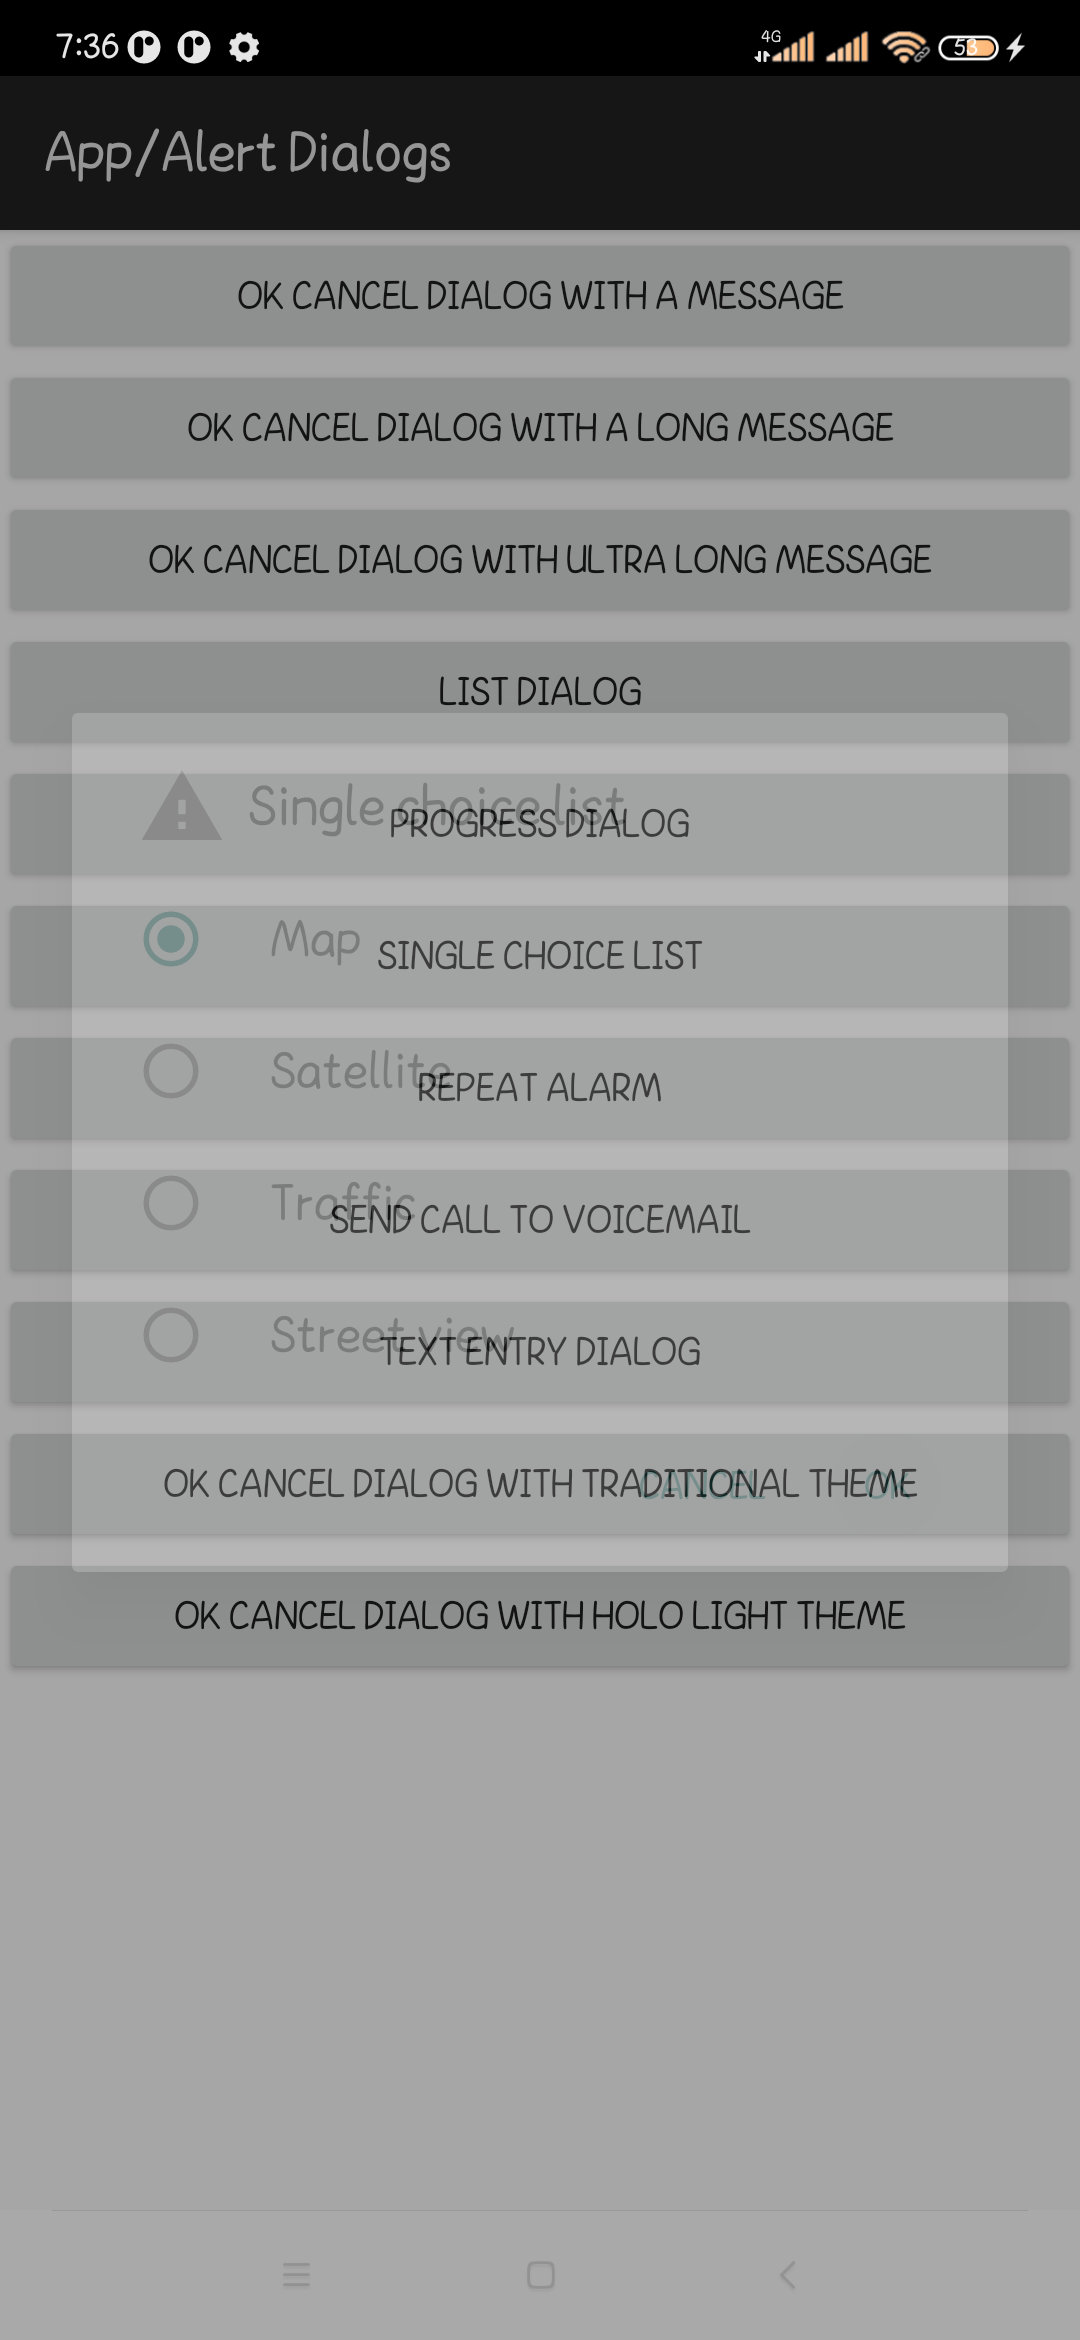 7:36
4G
53
App/Alert Dialogs
OK CANCEL DIALOG WITH A MESSAGE
OK CANCEL DIALOG WITH A LONG MESSAGE
OK CANCEL DIALOG WITH ULTRA LONG MESSAGE
LIST DIALOG
Single choice list
PROGRESS DIALOG
Map
SINGLE CHOICE LIST
Satellite
REPEAT ALARM
Traffic
SEND CALL TO VOICEMAIL
Street view
TEXT ENTRY DIALOG
OK CANCEL DIALOG WITH TRADITIONAL THEME
CANCEL OK
OK CANCEL DIALOG WITH HOLO LIGHT THEME